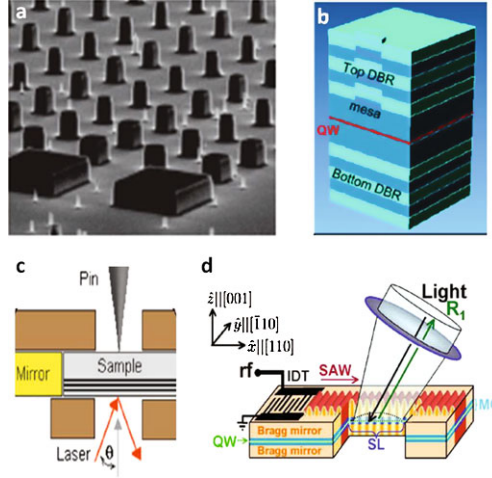 a
b
Top DBR
mesa
QW
Bottom DBR
c
Pin
Mirror
Sample
Laser
θ
d
ẑ||[001]
ŷ||[1̄10]
x̂||[110]
Light
R₁
rf
IDT
SAW
QW
Bragg mirror
Bragg mirror
SL